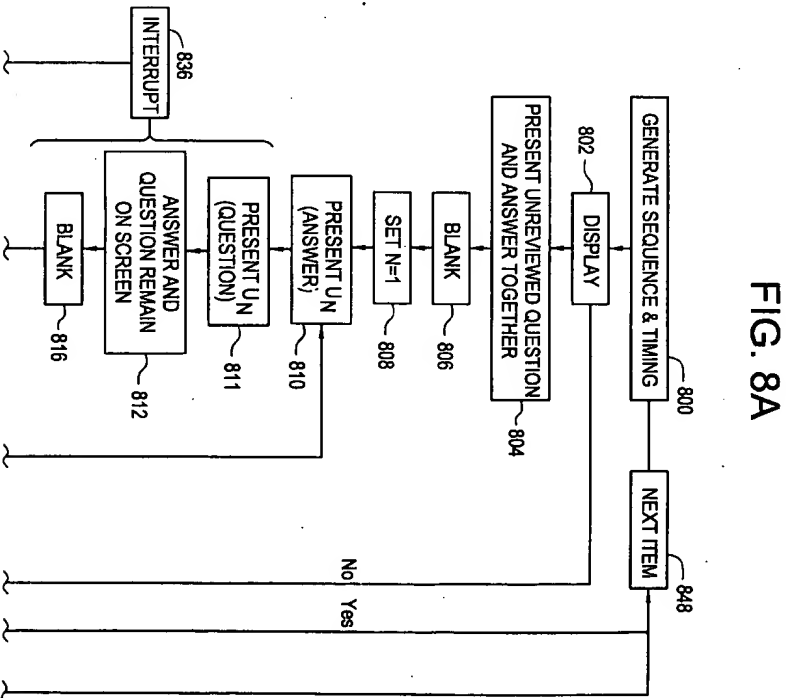 FIG. 8A
GENERATE SEQUENCE & TIMING
800
NEXT ITEM
848
802
DISPLAY
PRESENT UNREVIEWED QUESTION
AND ANSWER TOGETHER
804
BLANK
806
SET N=1
808
PRESENT U N
(ANSWER)
810
PRESENT U N
(QUESTION)
811
ANSWER AND
QUESTION REMAIN
ON SCREEN
812
BLANK
816
836
INTERRUPT
No
Yes